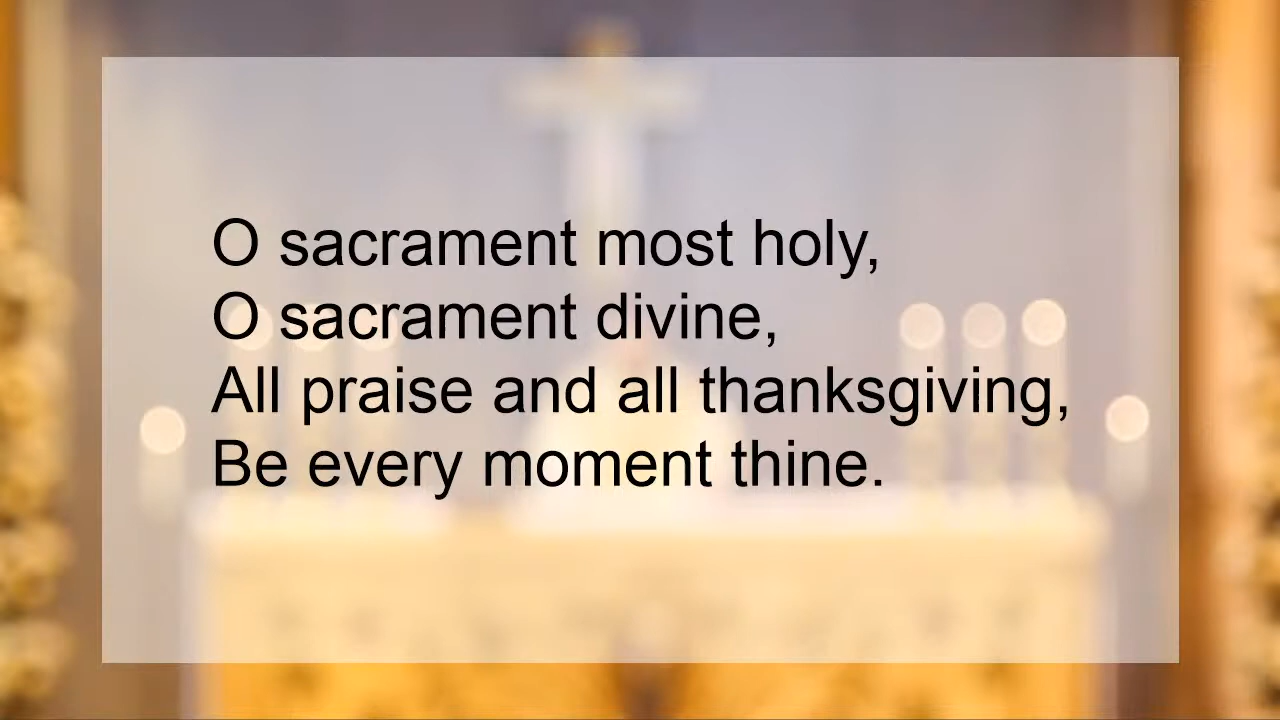 O sacrament most holy,
O sacrament divine,
All praise and all thanksgiving,
Be every moment thine.